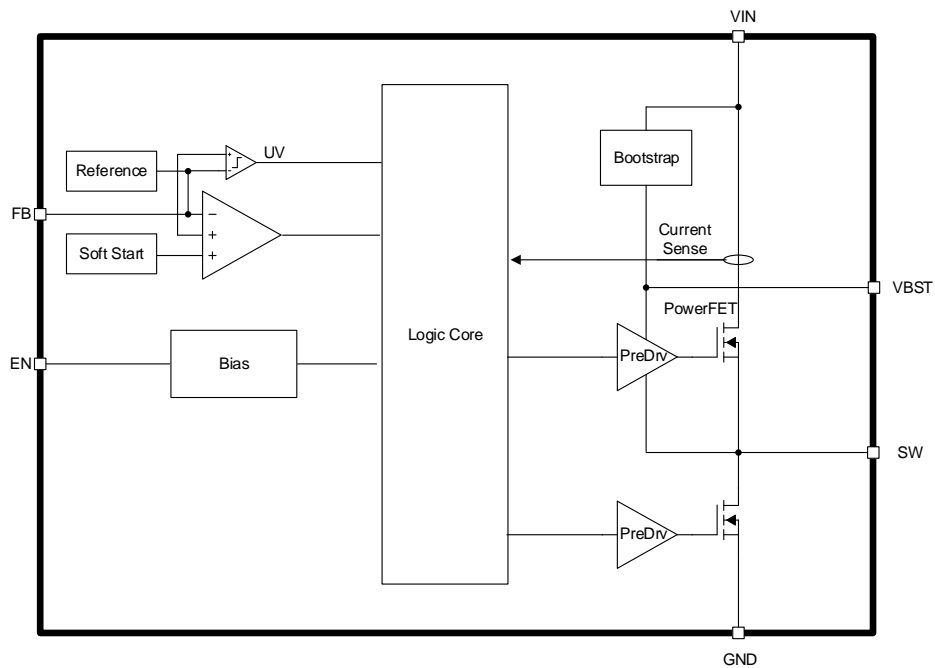 VIN
Bootstrap
UV
+
-
Reference
FB
−
+
+
Soft Start
Current
Sense
VBST
PowerFET
Logic Core
EN
Bias
PreDrv
SW
PreDrv
GND